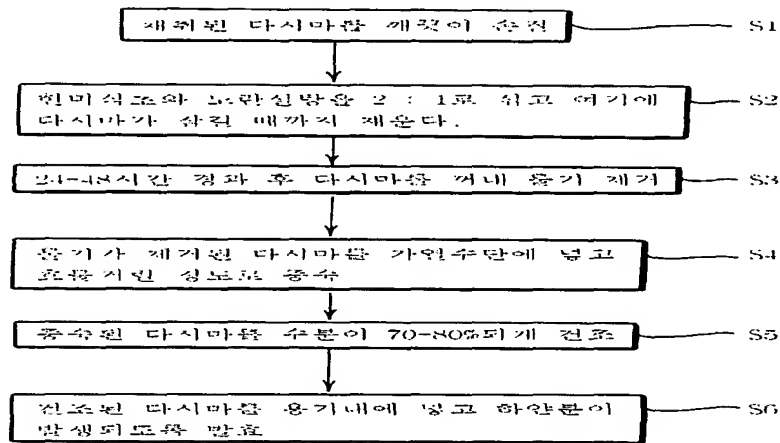 채취된 다시마를 깨끗이 손질 S1
현미식초와 노란설탕을 2 : 1로 섞고 여기에 S2
다시마가 잠길 때까지 재운다.
24-48시간 경과 후 다시마를 꺼내 물기 제거 S3
물기가 제거된 다시마를 가열수단에 넣고 S4
흐물거린 정도로 증숙
증숙된 다시마를 수분이 70-80%되게 건조 S5
건조된 다시마를 용기내에 넣고 하얀분이 S6
발생되도록 발효